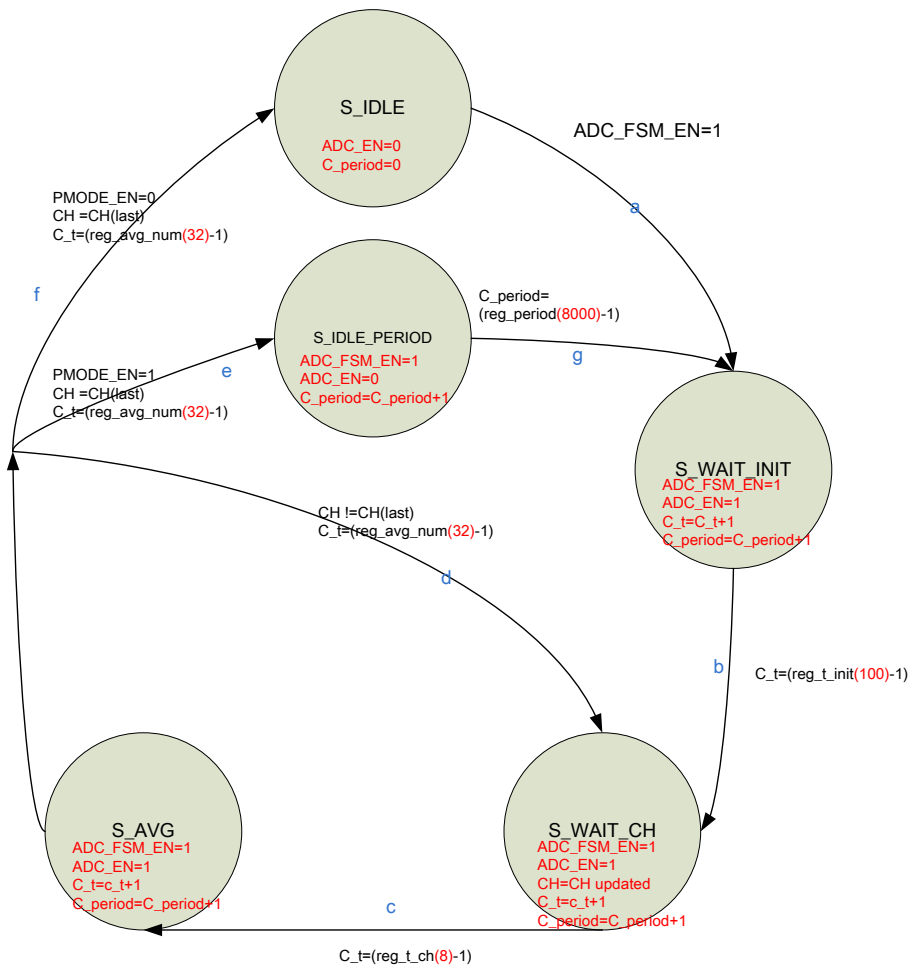 S_IDLE
ADC_EN=0
C_period=0
ADC_FSM_EN=1
a
PMODE_EN=0
CH =CH(last)
C_t=(reg_avg_num(32)-1)
f
C_period=
(reg_period(8000)-1)
g
S_IDLE_PERIOD
ADC_FSM_EN=1
ADC_EN=0
C_period=C_period+1
PMODE_EN=1
CH =CH(last)
C_t=(reg_avg_num(32)-1)
e
S_WAIT_INIT
ADC_FSM_EN=1
ADC_EN=1
C_t=C_t+1
C_period=C_period+1
CH !=CH(last)
C_t=(reg_avg_num(32)-1)
d
b
C_t=(reg_t_init(100)-1)
S_AVG
ADC_FSM_EN=1
ADC_EN=1
C_t=c_t+1
C_period=C_period+1
S_WAIT_CH
ADC_FSM_EN=1
ADC_EN=1
CH=CH updated
C_t=c_t+1
C_period=C_period+1
c
C_t=(reg_t_ch(8)-1)